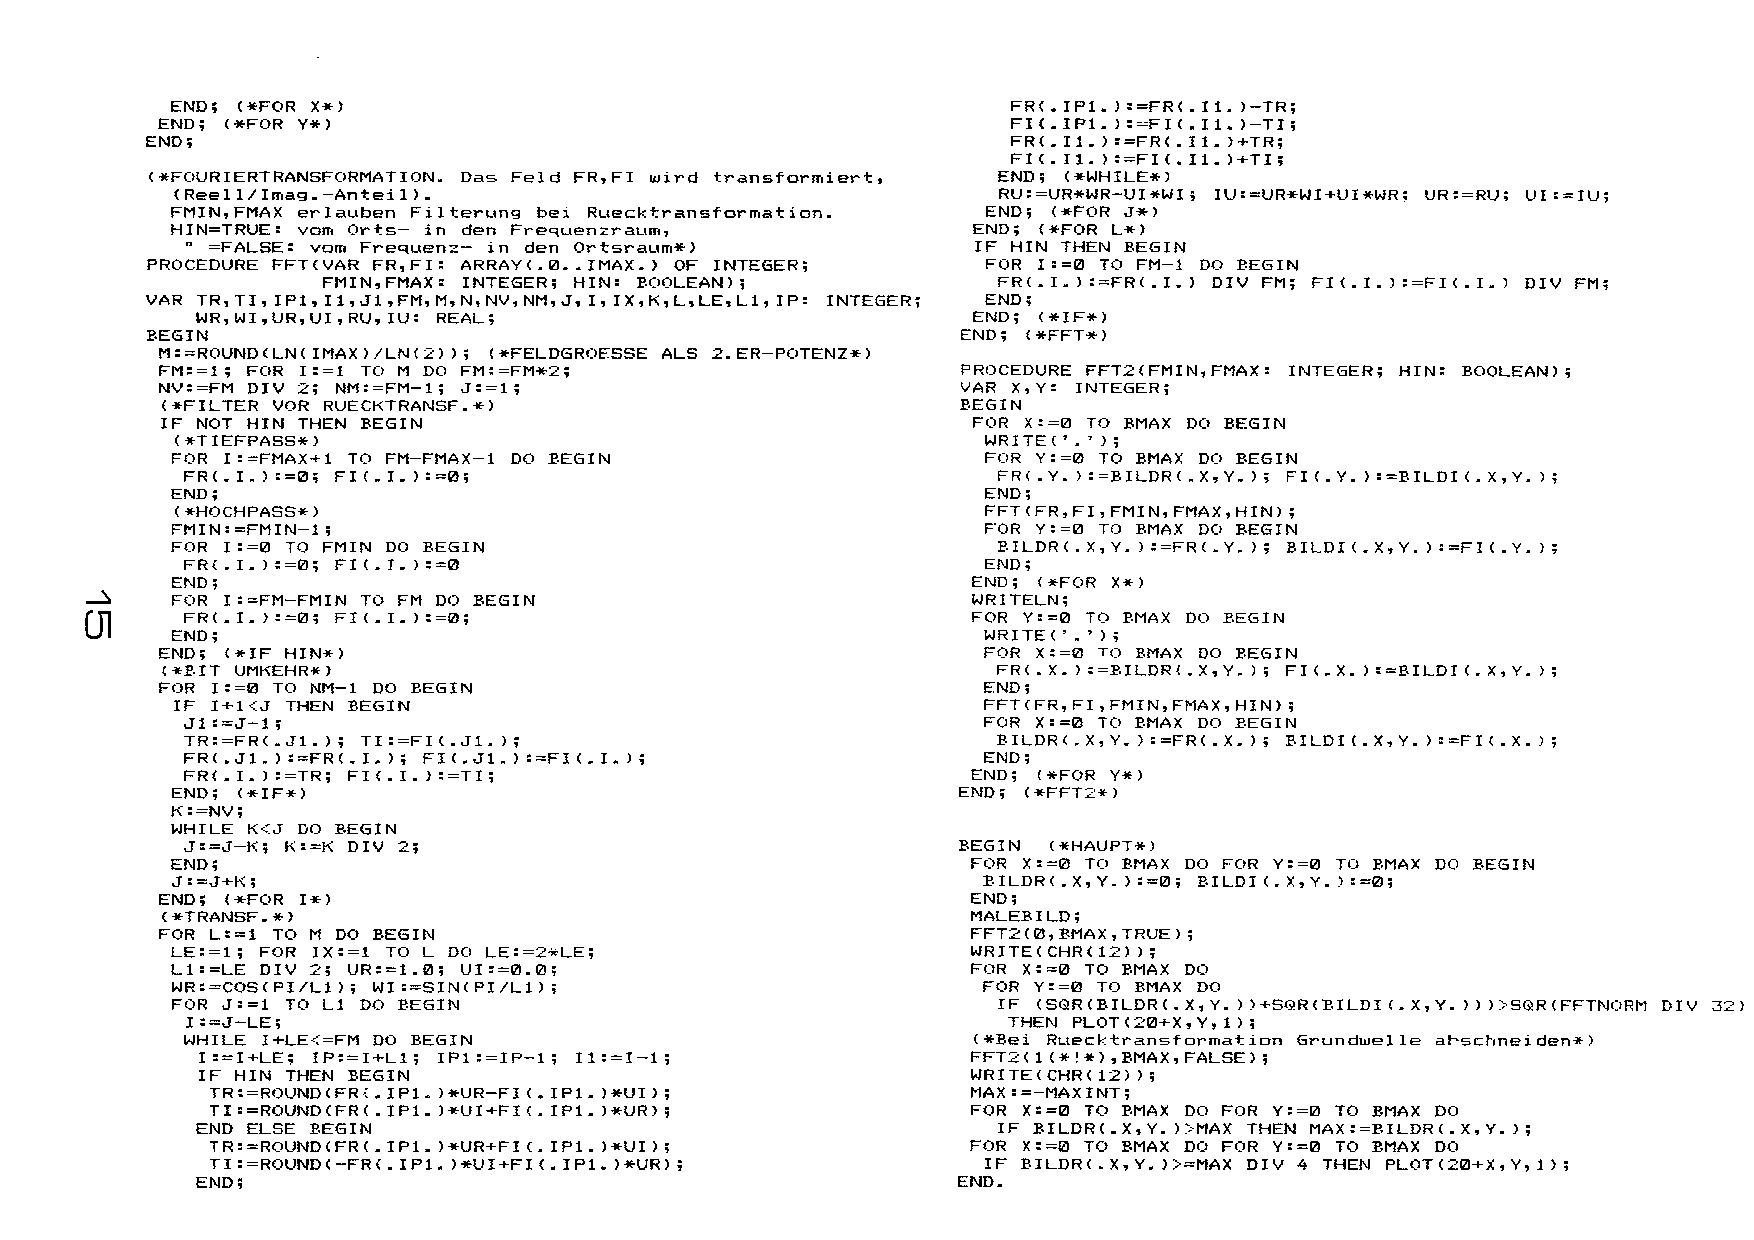 END; (*FOR X*)
END; (*FOR Y*)
END;
(*FOURIERTRANSFORMATION. Das Feld FR,FI wird transformiert,
(Reell/Imag.-Anteil).
FMIN,FMAX erlauben Filterung bei Ruecktransformation.
HIN=TRUE: vom Orts- in den Frequenzraum,
" =FALSE: vom Frequenz- in den Ortsraum*)
PROCEDURE FFT(VAR FR,FI: ARRAY(.0..IMAX.) OF INTEGER;
FMIN,FMAX: INTEGER; HIN: BOOLEAN);
VAR TR,TI,IP1,I1,J1,FM,M,N,NV,NM,J,I,IX,K,L,LE,L1,IP: INTEGER;
WR,WI,UR,UI,RU,IU: REAL;
BEGIN
M:=ROUND(LN(IMAX)/LN(2)); (*FELDGROESSE ALS 2.ER-POTENZ*)
FM:=1; FOR I:=1 TO M DO FM:=FM*2;
NV:=FM DIV 2; NM:=FM-1; J:=1;
(*FILTER VOR RUECKTRANSF.*)
IF NOT HIN THEN BEGIN
(*TIEFPASS*)
FOR I:=FMAX+1 TO FM-FMAX-1 DO BEGIN
FR(.I.):=0; FI(.I.):=0;
END;
(*HOCHPASS*)
FMIN:=FMIN-1;
FOR I:=0 TO FMIN DO BEGIN
FR(.I.):=0; FI(.I.):=0
END;
FOR I:=FM-FMIN TO FM DO BEGIN
FR(.I.):=0; FI(.I.):=0;
END;
END; (*IF HIN*)
(*BIT UMKEHR*)
FOR I:=0 TO NM-1 DO BEGIN
IF I+1<J THEN BEGIN
J1:=J-1;
TR:=FR(.J1.); TI:=FI(.J1.);
FR(.J1.):=FR(.I.); FI(.J1.):=FI(.I.);
FR(.I.):=TR; FI(.I.):=TI;
END; (*IF*)
K:=NV;
WHILE K<J DO BEGIN
J:=J-K; K:=K DIV 2;
END;
J:=J+K;
END; (*FOR I*)
(*TRANSF.*)
FOR L:=1 TO M DO BEGIN
LE:=1; FOR IX:=1 TO L DO LE:=2*LE;
L1:=LE DIV 2; UR:=1.0; UI:=0.0;
WR:=COS(PI/L1); WI:=SIN(PI/L1);
FOR J:=1 TO L1 DO BEGIN
I:=J-LE;
WHILE I+LE<=FM DO BEGIN
I:=I+LE; IP:=I+L1; IP1:=IP-1; I1:=I-1;
IF HIN THEN BEGIN
TR:=ROUND(FR(.IP1.)*UR-FI(.IP1.)*UI);
TI:=ROUND(FR(.IP1.)*UI+FI(.IP1.)*UR);
END ELSE BEGIN
TR:=ROUND(FR(.IP1.)*UR+FI(.IP1.)*UI);
TI:=ROUND(-FR(.IP1.)*UI+FI(.IP1.)*UR);
END;
15
FR(.IP1.):=FR(.I1.)-TR;
FI(.IP1.):=FI(.I1.)-TI;
FR(.I1.):=FR(.I1.)+TR;
FI(.I1.):=FI(.I1.)+TI;
END; (*WHILE*)
RU:=UR*WR-UI*WI; IU:=UR*WI+UI*WR; UR:=RU; UI:=IU;
END; (*FOR J*)
END; (*FOR L*)
IF HIN THEN BEGIN
FOR I:=0 TO FM-1 DO BEGIN
FR(.I.):=FR(.I.) DIV FM; FI(.I.):=FI(.I.) DIV FM;
END;
END; (*IF*)
END; (*FFT*)
PROCEDURE FFT2(FMIN,FMAX: INTEGER; HIN: BOOLEAN);
VAR X,Y: INTEGER;
BEGIN
FOR X:=0 TO BMAX DO BEGIN
WRITE('.');
FOR Y:=0 TO BMAX DO BEGIN
FR(.Y.):=BILDR(.X,Y.); FI(.Y.):=BILDI(.X,Y.);
END;
FFT(FR,FI,FMIN,FMAX,HIN);
FOR Y:=0 TO BMAX DO BEGIN
BILDR(.X,Y.):=FR(.Y.); BILDI(.X,Y.):=FI(.Y.);
END;
END; (*FOR X*)
WRITELN;
FOR Y:=0 TO BMAX DO BEGIN
WRITE('.');
FOR X:=0 TO BMAX DO BEGIN
FR(.X.):=BILDR(.X,Y.); FI(.X.):=BILDI(.X,Y.);
END;
FFT(FR,FI,FMIN,FMAX,HIN);
FOR X:=0 TO BMAX DO BEGIN
BILDR(.X,Y.):=FR(.X.); BILDI(.X,Y.):=FI(.X.);
END;
END; (*FOR Y*)
END; (*FFT2*)
BEGIN (*HAUPT*)
FOR X:=0 TO BMAX DO FOR Y:=0 TO BMAX DO BEGIN
BILDR(.X,Y.):=0; BILDI(.X,Y.):=0;
END;
MALEBILD;
FFT2(0,BMAX,TRUE);
WRITE(CHR(12));
FOR X:=0 TO BMAX DO
FOR Y:=0 TO BMAX DO
IF (SQR(BILDR(.X,Y.))+SQR(BILDI(.X,Y.)))>SQR(FFTNORM DIV 32)
THEN PLOT(20+X,Y,1);
(*Bei Ruecktransformation Grundwelle abschneiden*)
FFT2(1(*!*),BMAX,FALSE);
WRITE(CHR(12));
MAX:=-MAXINT;
FOR X:=0 TO BMAX DO FOR Y:=0 TO BMAX DO
IF BILDR(.X,Y.)>MAX THEN MAX:=BILDR(.X,Y.);
FOR X:=0 TO BMAX DO FOR Y:=0 TO BMAX DO
IF BILDR(.X,Y.)>=MAX DIV 4 THEN PLOT(20+X,Y,1);
END.